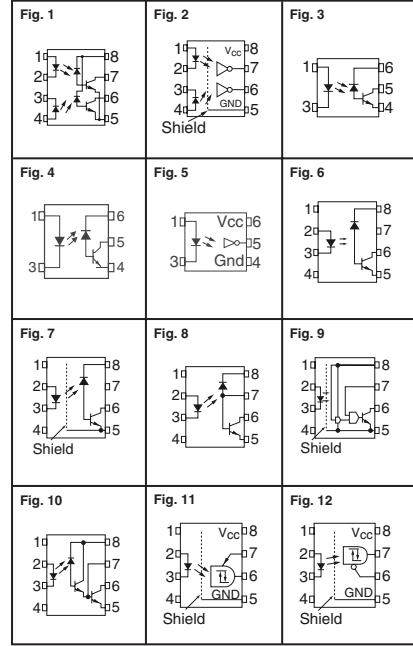 Fig. 1
1 8
2 7
3 6
4 5
Fig. 2
1 VCC 8
2 7
3 6
4 GND 5
Shield
Fig. 3
1 6
5
3 4
Fig. 4
1 6
5
3 4
Fig. 5
1 Vcc 6
5
3 Gnd 4
Fig. 6
1 8
2 7
3 6
4 5
Fig. 7
1 8
2 7
3 6
4 5
Shield
Fig. 8
1 8
2 7
3 6
4 5
Fig. 9
1 8
2 7
3 6
4 5
Shield
Fig. 10
1 8
2 7
3 6
4 5
Fig. 11
1 VCC 8
2 7
3 6
4 GND 5
Shield
Fig. 12
1 VCC 8
2 7
3 6
4 GND 5
Shield